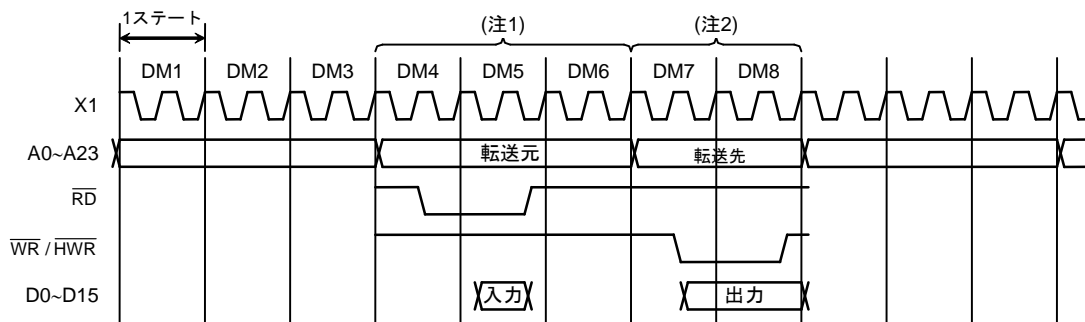 1ステート
(注1)
(注2)
DM1 DM2 DM3 DM4 DM5 DM6 DM7 DM8
X1
A0~A23 転送元 転送先
RD
WR / HWR
D0~D15 入力 出力